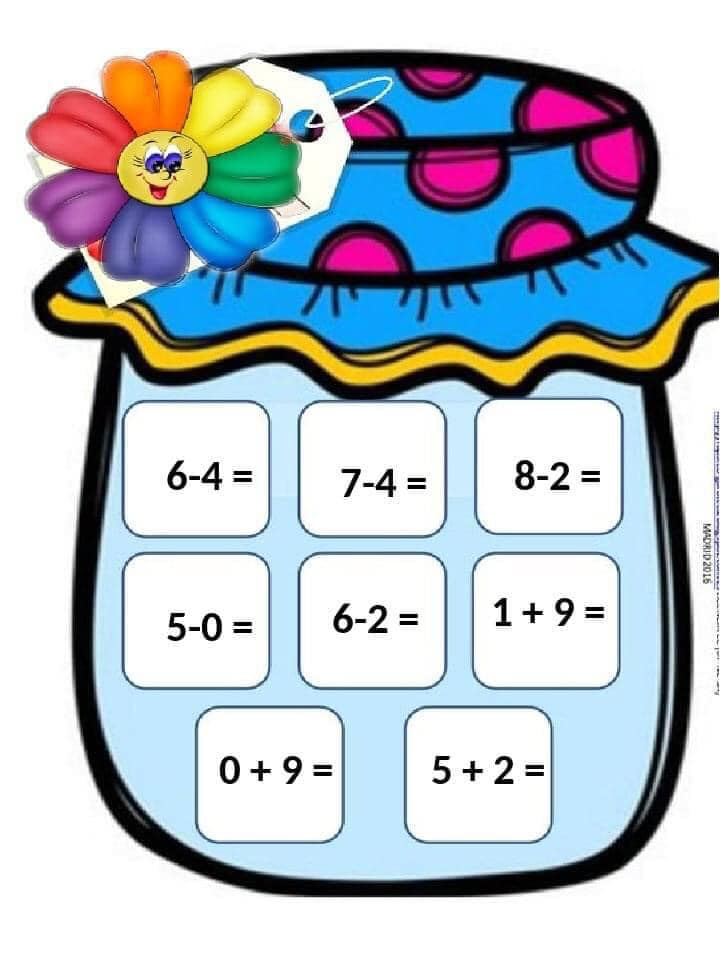 6-4 =
7-4 =
8-2 =
5-0 =
6-2 =
1 + 9 =
0 + 9 =
5 + 2 =
MADRID 2016